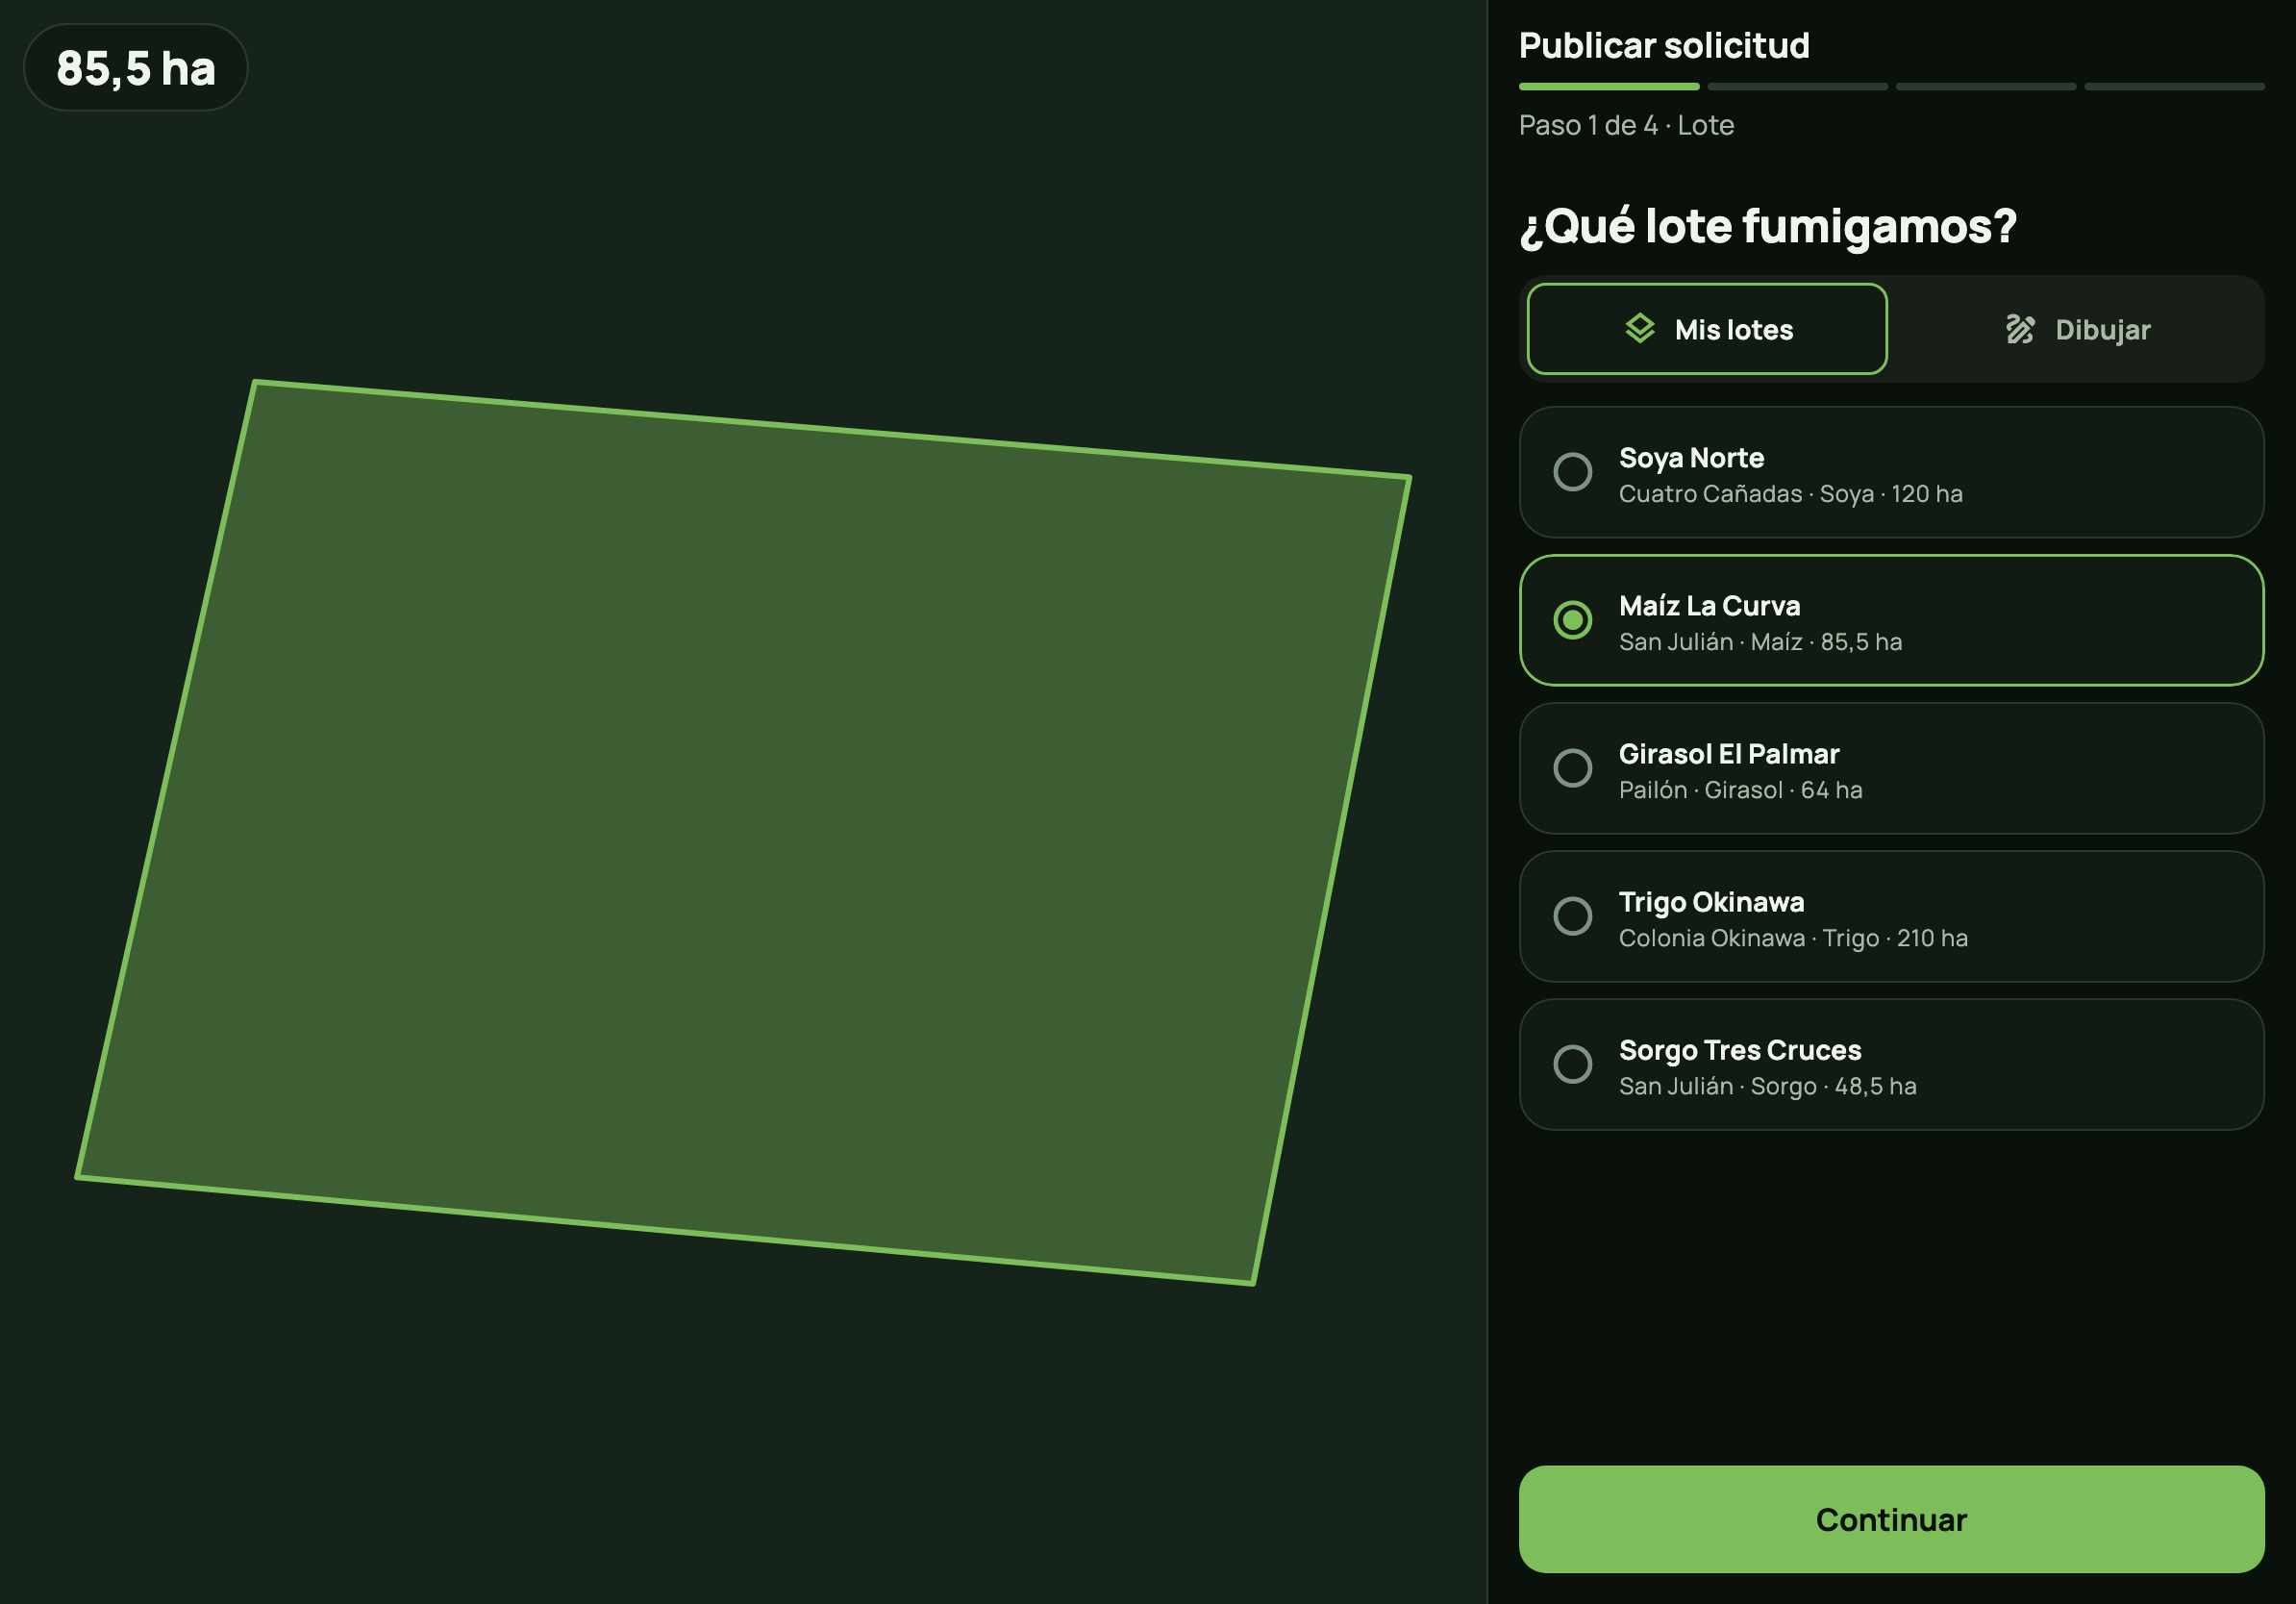 85,5 ha
Publicar solicitud
Paso 1 de 4 · Lote
¿Qué lote fumigamos?
Mis lotes
Dibujar
Soya Norte
Cuatro Cañadas · Soya · 120 ha
Maíz La Curva
San Julián · Maíz · 85,5 ha
Girasol El Palmar
Pailón · Girasol · 64 ha
Trigo Okinawa
Colonia Okinawa · Trigo · 210 ha
Sorgo Tres Cruces
San Julián · Sorgo · 48,5 ha
Continuar